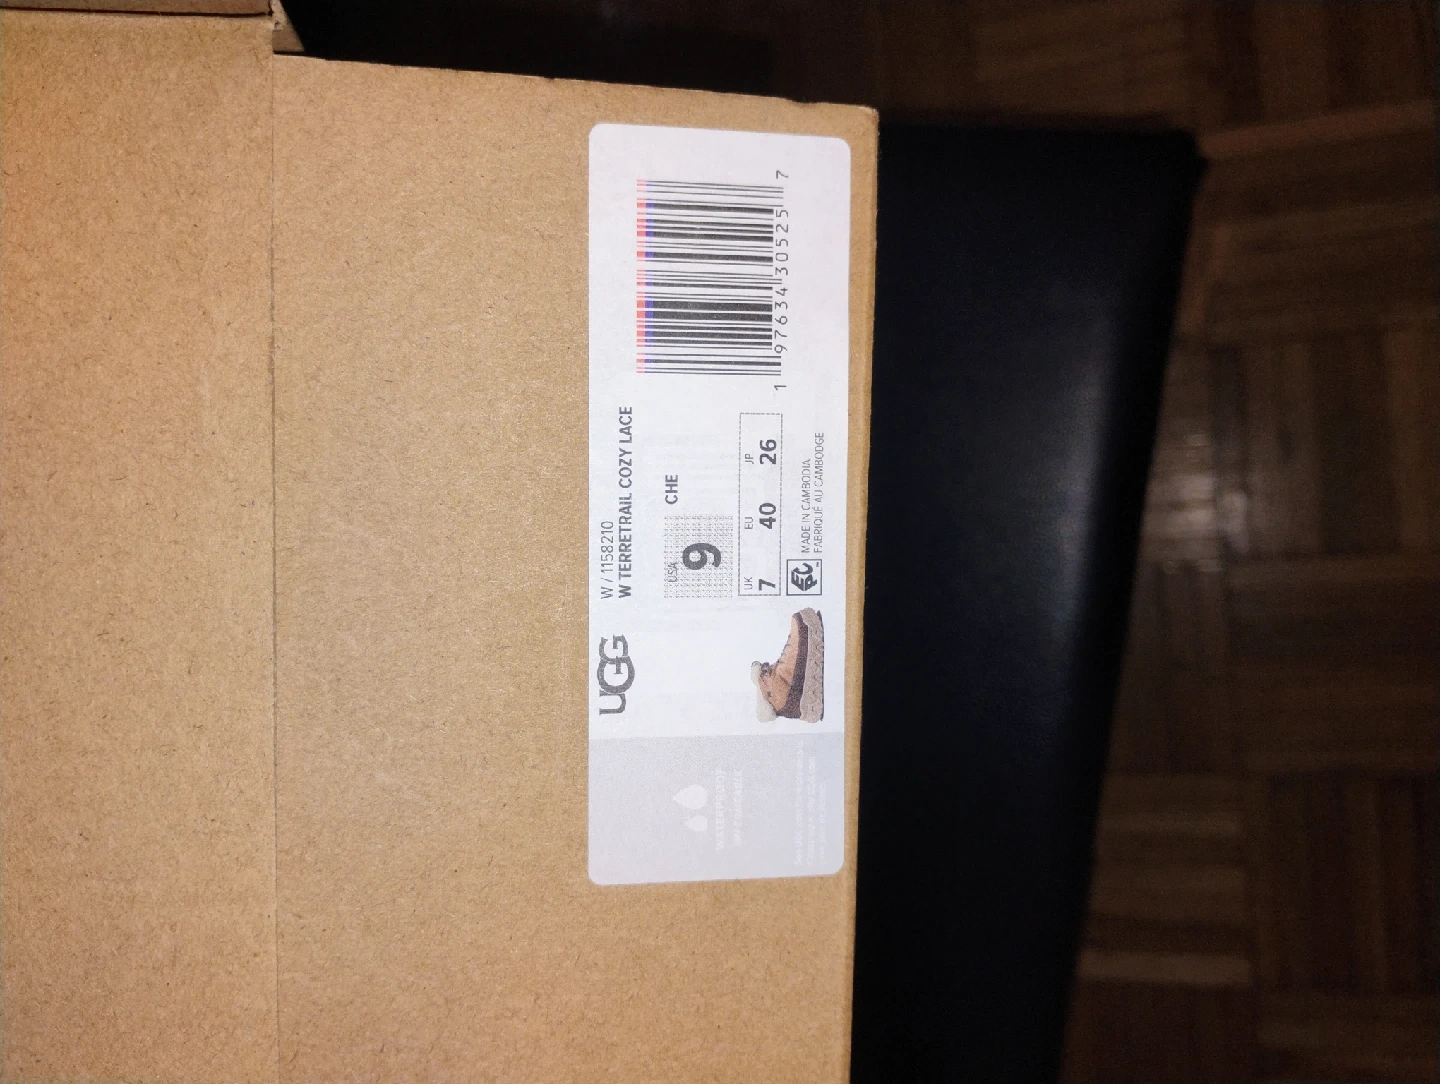 UGG
W / 1158210
W TERRETRAIL COZY LACE
USA
9
CHE
UK EU JP
7 40 26
MADE IN CAMBODIA
FABRIQUÉ AU CAMBODGE
1 97634 30525 7
WATERPROOF